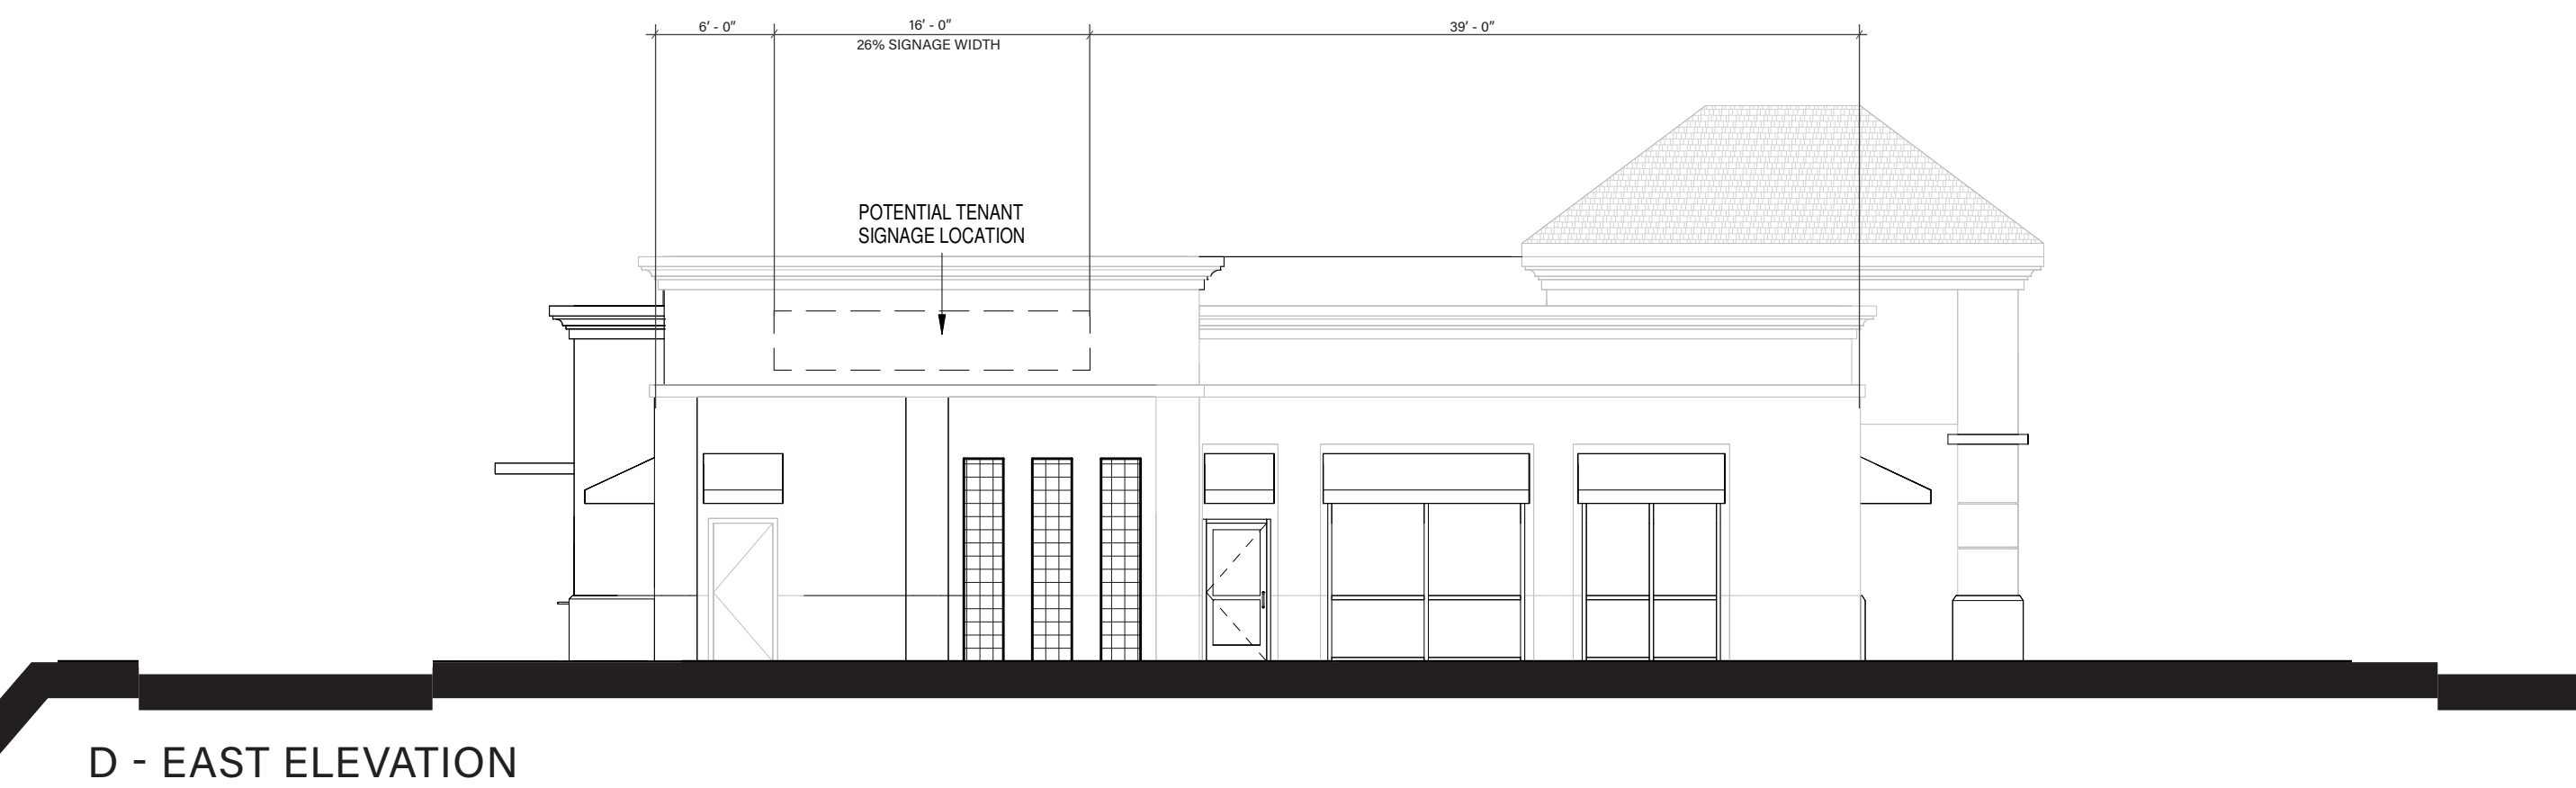 6' - 0"
16' - 0"
39' - 0"
26% SIGNAGE WIDTH
POTENTIAL TENANT
SIGNAGE LOCATION
D - EAST ELEVATION